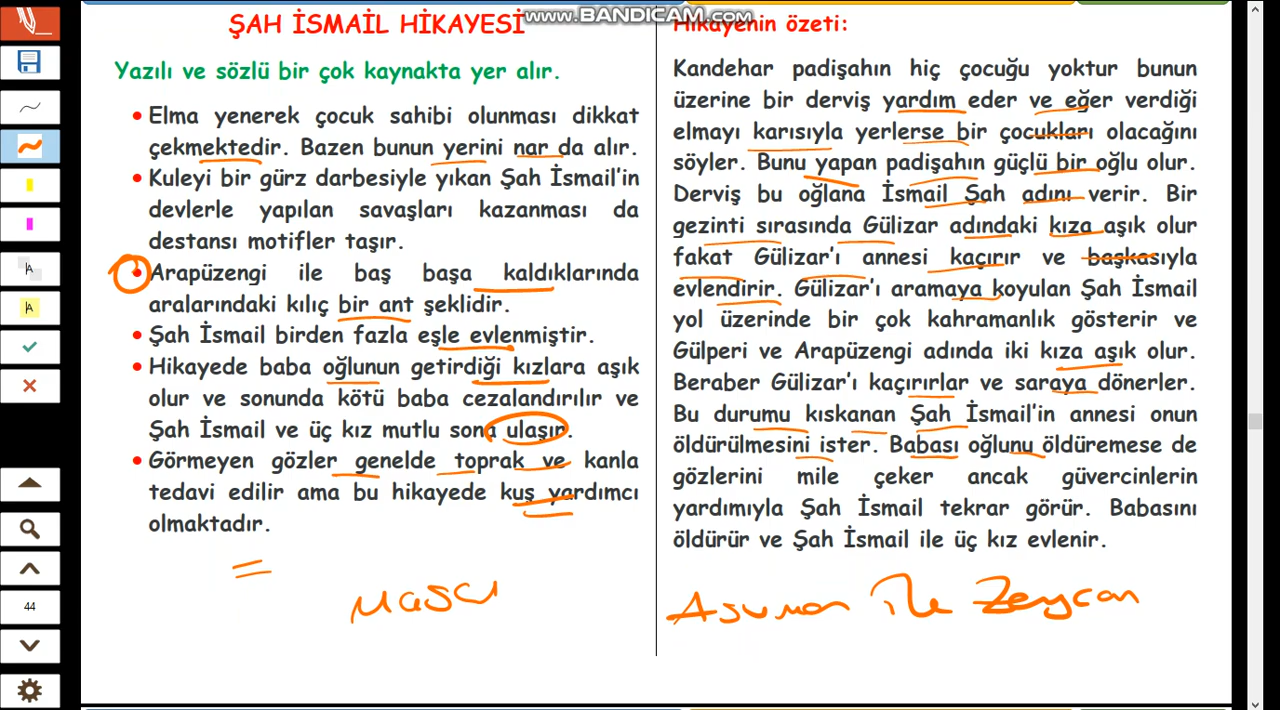 www.BANDICAM.com
ŞAH İSMAİL HİKAYESİ
Yazılı ve sözlü bir çok kaynakta yer alır.
• Elma yenerek çocuk sahibi olunması dikkat
çekmektedir. Bazen bunun yerini nar da alır.
• Kuleyi bir gürz darbesiyle yıkan Şah İsmail'in
devlerle yapılan savaşları kazanması da
destansı motifler taşır.
• Arapüzengi ile baş başa kaldıklarında
aralarındaki kılıç bir ant şeklidir.
• Şah İsmail birden fazla eşle evlenmiştir.
• Hikayede baba oğlunun getirdiği kızlara aşık
olur ve sonunda kötü baba cezalandırılır ve
Şah İsmail ve üç kız mutlu sona ulaşır.
• Görmeyen gözler genelde toprak ve kanla
tedavi edilir ama bu hikayede kuş yardımcı
olmaktadır.
Masa
Hikayenin özeti:
Kandehar padişahın hiç çocuğu yoktur bunun
üzerine bir derviş yardım eder ve eğer verdiği
elmayı karısıyla yerlerse bir çocukları olacağını
söyler. Bunu yapan padişahın güçlü bir oğlu olur.
Derviş bu oğlana İsmail Şah adını verir. Bir
gezinti sırasında Gülizar adındaki kıza aşık olur
fakat Gülizar'ı annesi kaçırır ve başkasıyla
evlendirir. Gülizar'ı aramaya koyulan Şah İsmail
yol üzerinde bir çok kahramanlık gösterir ve
Gülperi ve Arapüzengi adında iki kıza aşık olur.
Beraber Gülizar'ı kaçırırlar ve saraya dönerler.
Bu durumu kıskanan Şah İsmail'in annesi onun
öldürülmesini ister. Babası oğlunu öldüremese de
gözlerini mile çeker ancak güvercinlerin
yardımıyla Şah İsmail tekrar görür. Babasını
öldürür ve Şah İsmail ile üç kız evlenir.
Asuman ile Zeycan
44